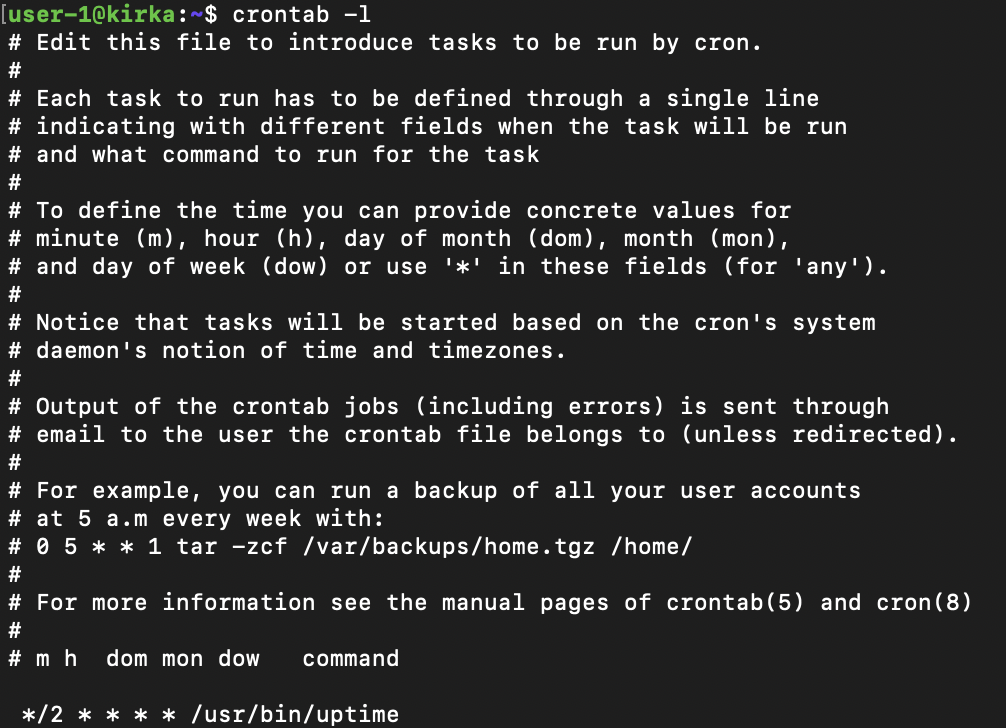 [user-1@kirka:~$ crontab -l
# Edit this file to introduce tasks to be run by cron.
#
# Each task to run has to be defined through a single line
# indicating with different fields when the task will be run
# and what command to run for the task
#
# To define the time you can provide concrete values for
# minute (m), hour (h), day of month (dom), month (mon),
# and day of week (dow) or use '*' in these fields (for 'any').
#
# Notice that tasks will be started based on the cron's system
# daemon's notion of time and timezones.
#
# Output of the crontab jobs (including errors) is sent through
# email to the user the crontab file belongs to (unless redirected).
#
# For example, you can run a backup of all your user accounts
# at 5 a.m every week with:
# 0 5 * * 1 tar -zcf /var/backups/home.tgz /home/
#
# For more information see the manual pages of crontab(5) and cron(8)
#
# m h  dom mon dow   command
 */2 * * * * /usr/bin/uptime